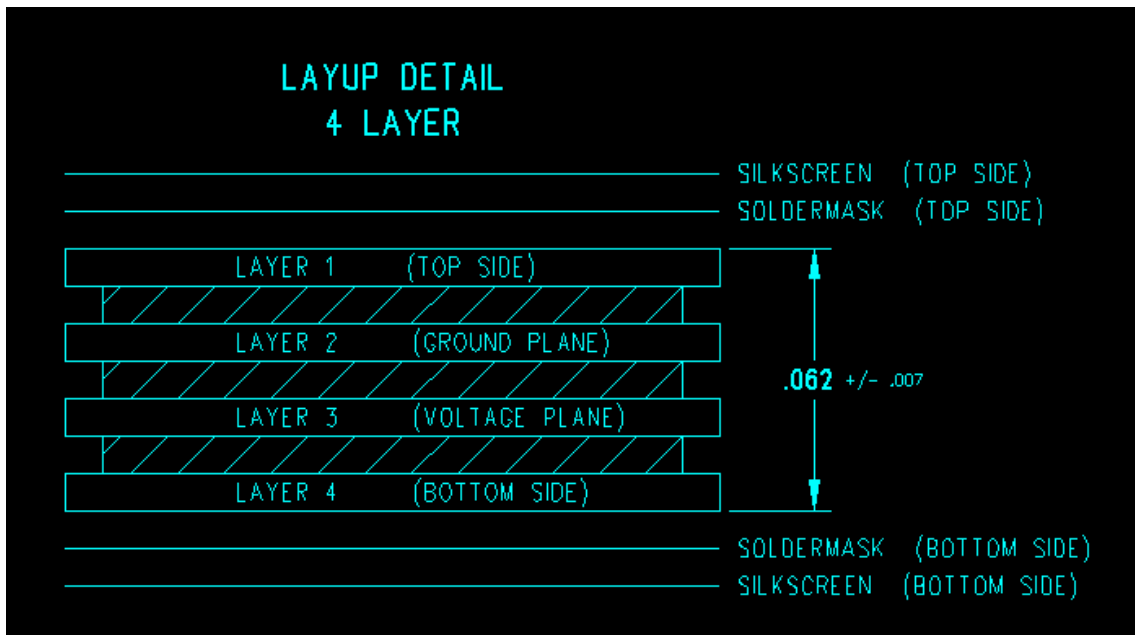 LAYUP DETAIL
4 LAYER
SILKSCREEN (TOP SIDE)
SOLDERMASK (TOP SIDE)
LAYER 1 (TOP SIDE)
LAYER 2 (GROUND PLANE)
.062 +/- .007
LAYER 3 (VOLTAGE PLANE)
LAYER 4 (BOTTOM SIDE)
SOLDERMASK (BOTTOM SIDE)
SILKSCREEN (BOTTOM SIDE)